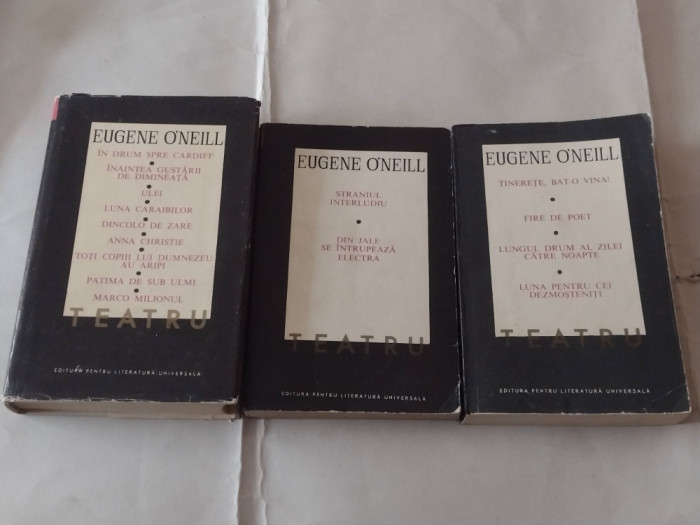 EUGENE O'NEILL
ÎN DRUM SPRE CARDIFF
ÎNAINTEA GUSTĂRII
DE DIMINEAȚĂ
ULEI
LUNA CARAIBILOR
DINCOLO DE ZARE
ANNA CHRISTIE
TOȚI COPIII LUI DUMNEZEU
AU ARIPI
PATIMA DE SUB ULMI
MARCO MILIONUL
TEATRU
EDITURA PENTRU LITERATURĂ UNIVERSALĂ
EUGENE O'NEILL
STRANIUL
INTERLUDIU
DIN JALE
SE ÎNTRUPEAZĂ
ELECTRA
TEATRU
EDITURA PENTRU LITERATURĂ UNIVERSALĂ
EUGENE O'NEILL
TINEREȚE, BAT-O VINA!
FIRE DE POET
LUNGUL DRUM AL ZILEI
CĂTRE NOAPTE
LUNA PENTRU CEI
DEZMOȘTENIȚI
TEATRU
EDITURA PENTRU LITERATURĂ UNIVERSALĂ